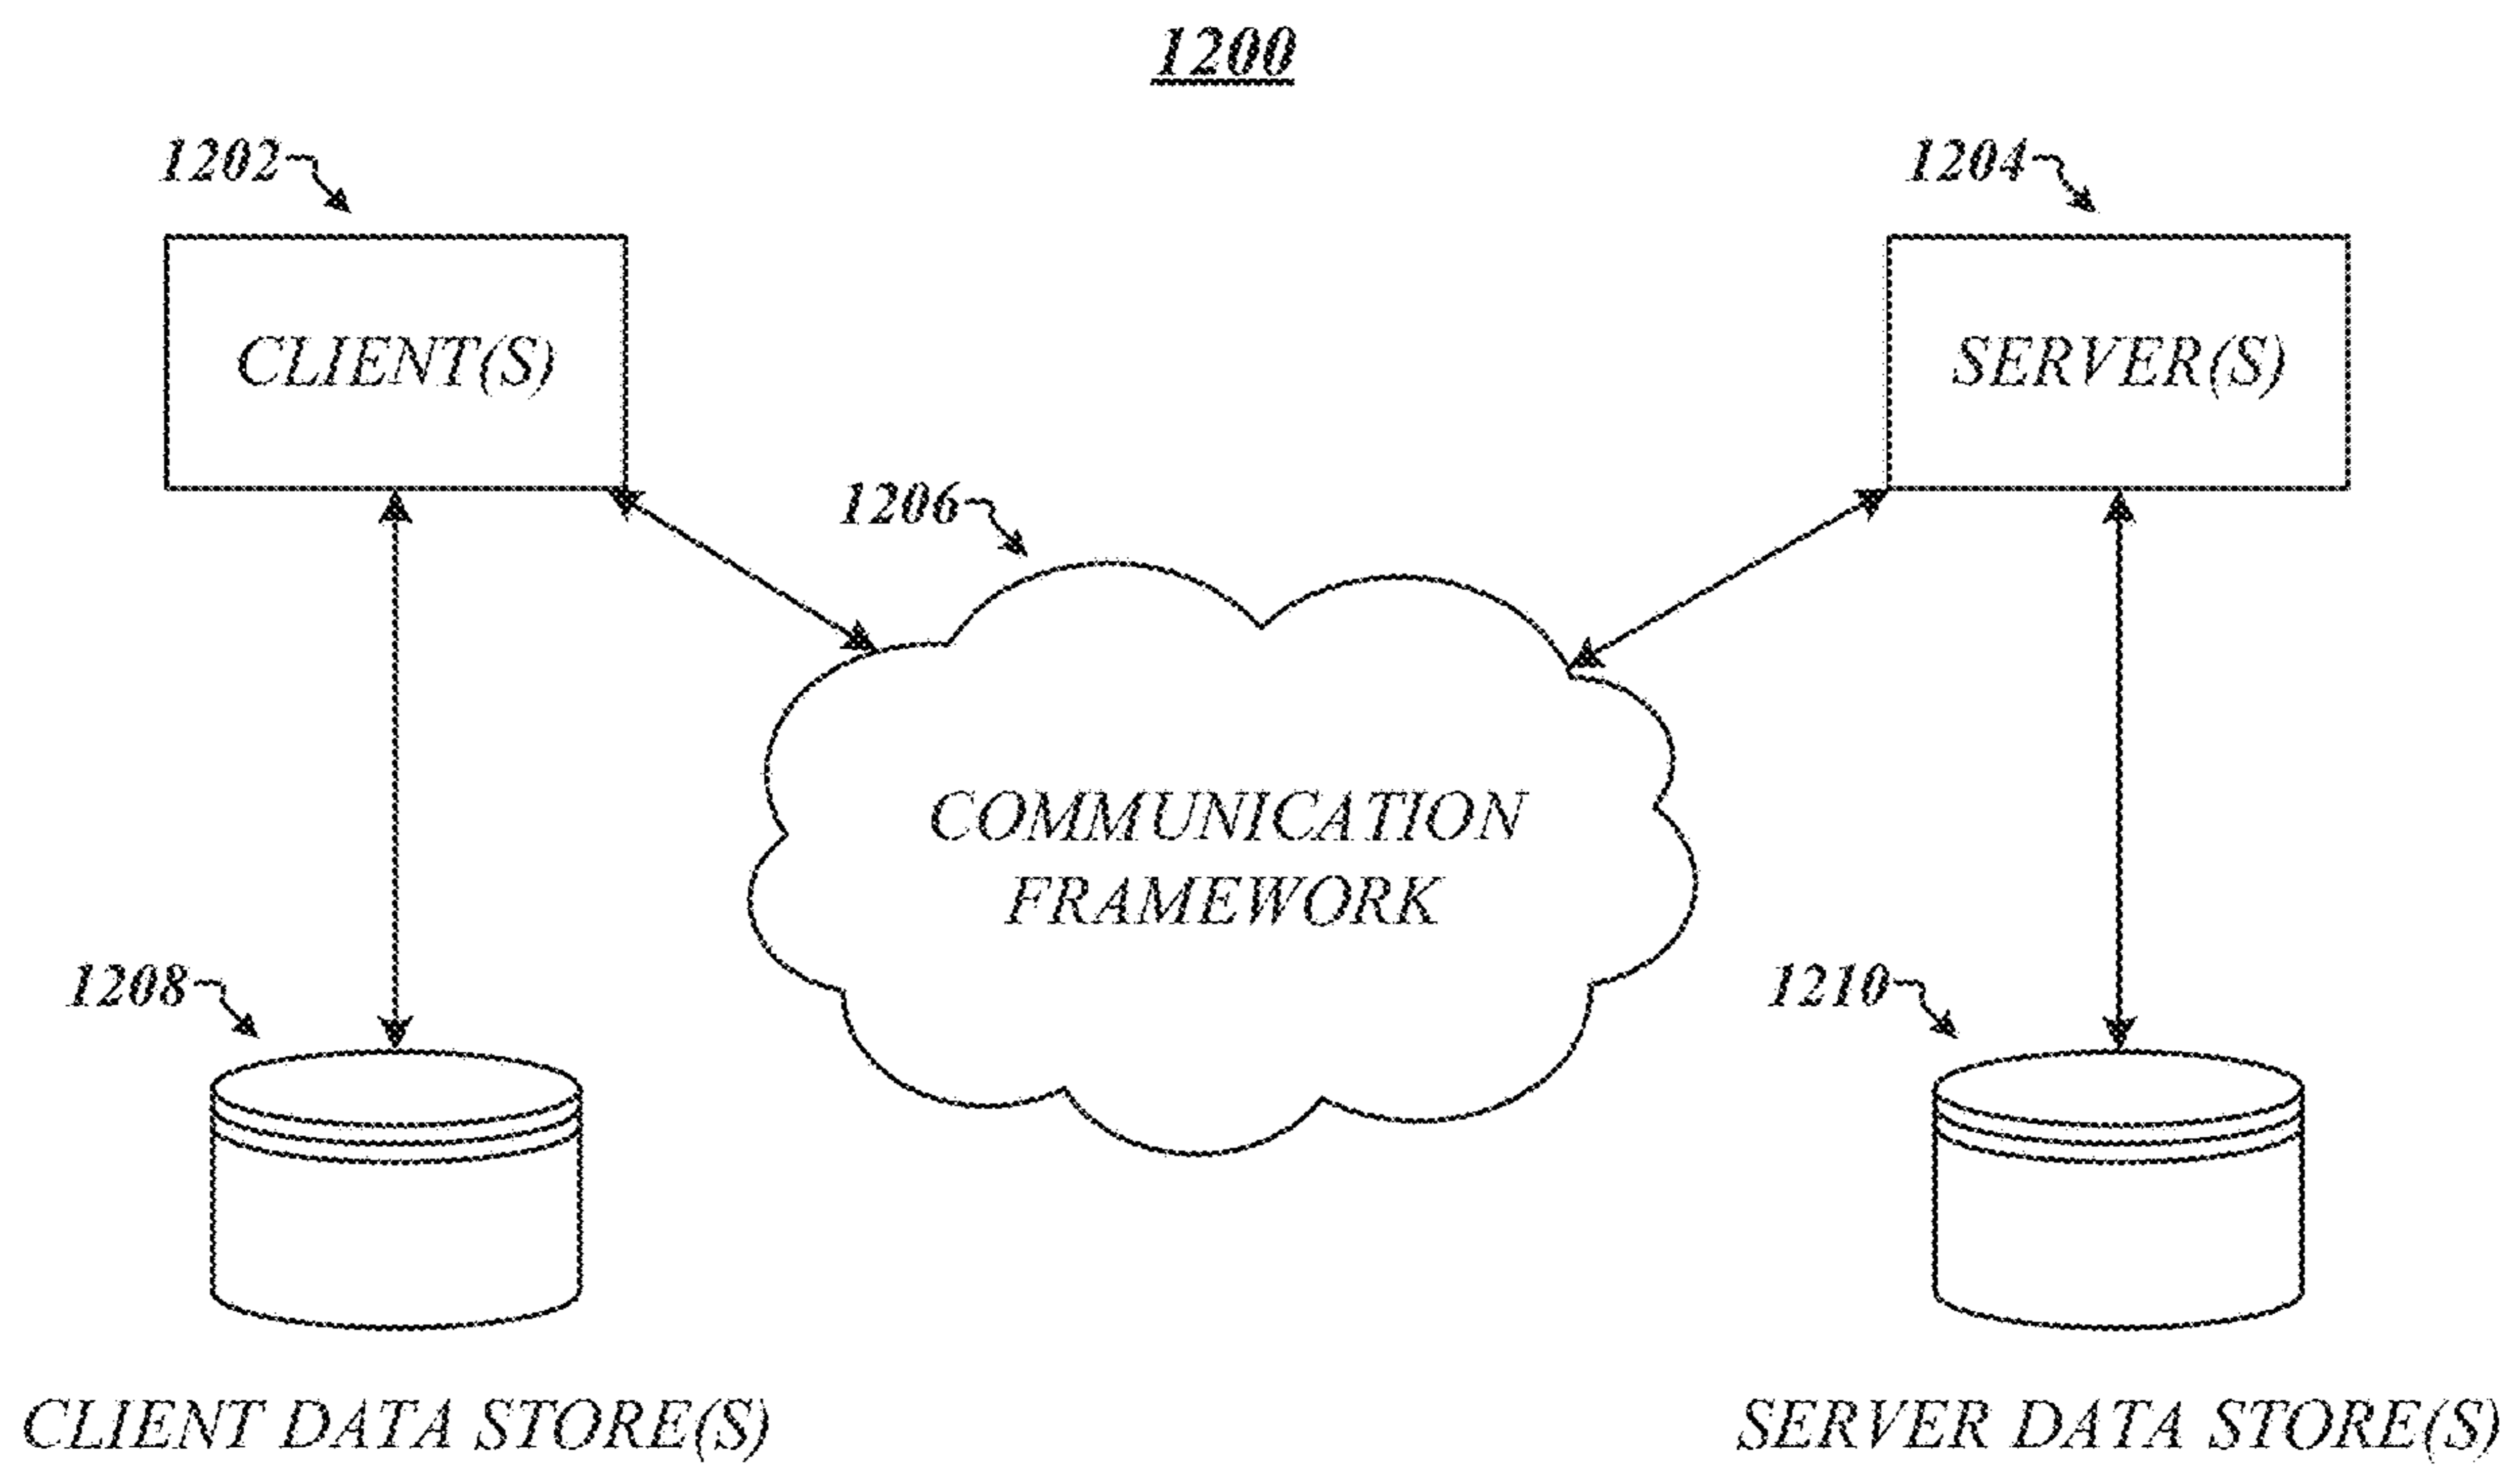 1200
1202
1204
CLIENT(S)
SERVER(S)
1206
COMMUNICATION
FRAMEWORK
1208
1210
CLIENT DATA STORE(S)
SERVER DATA STORE(S)